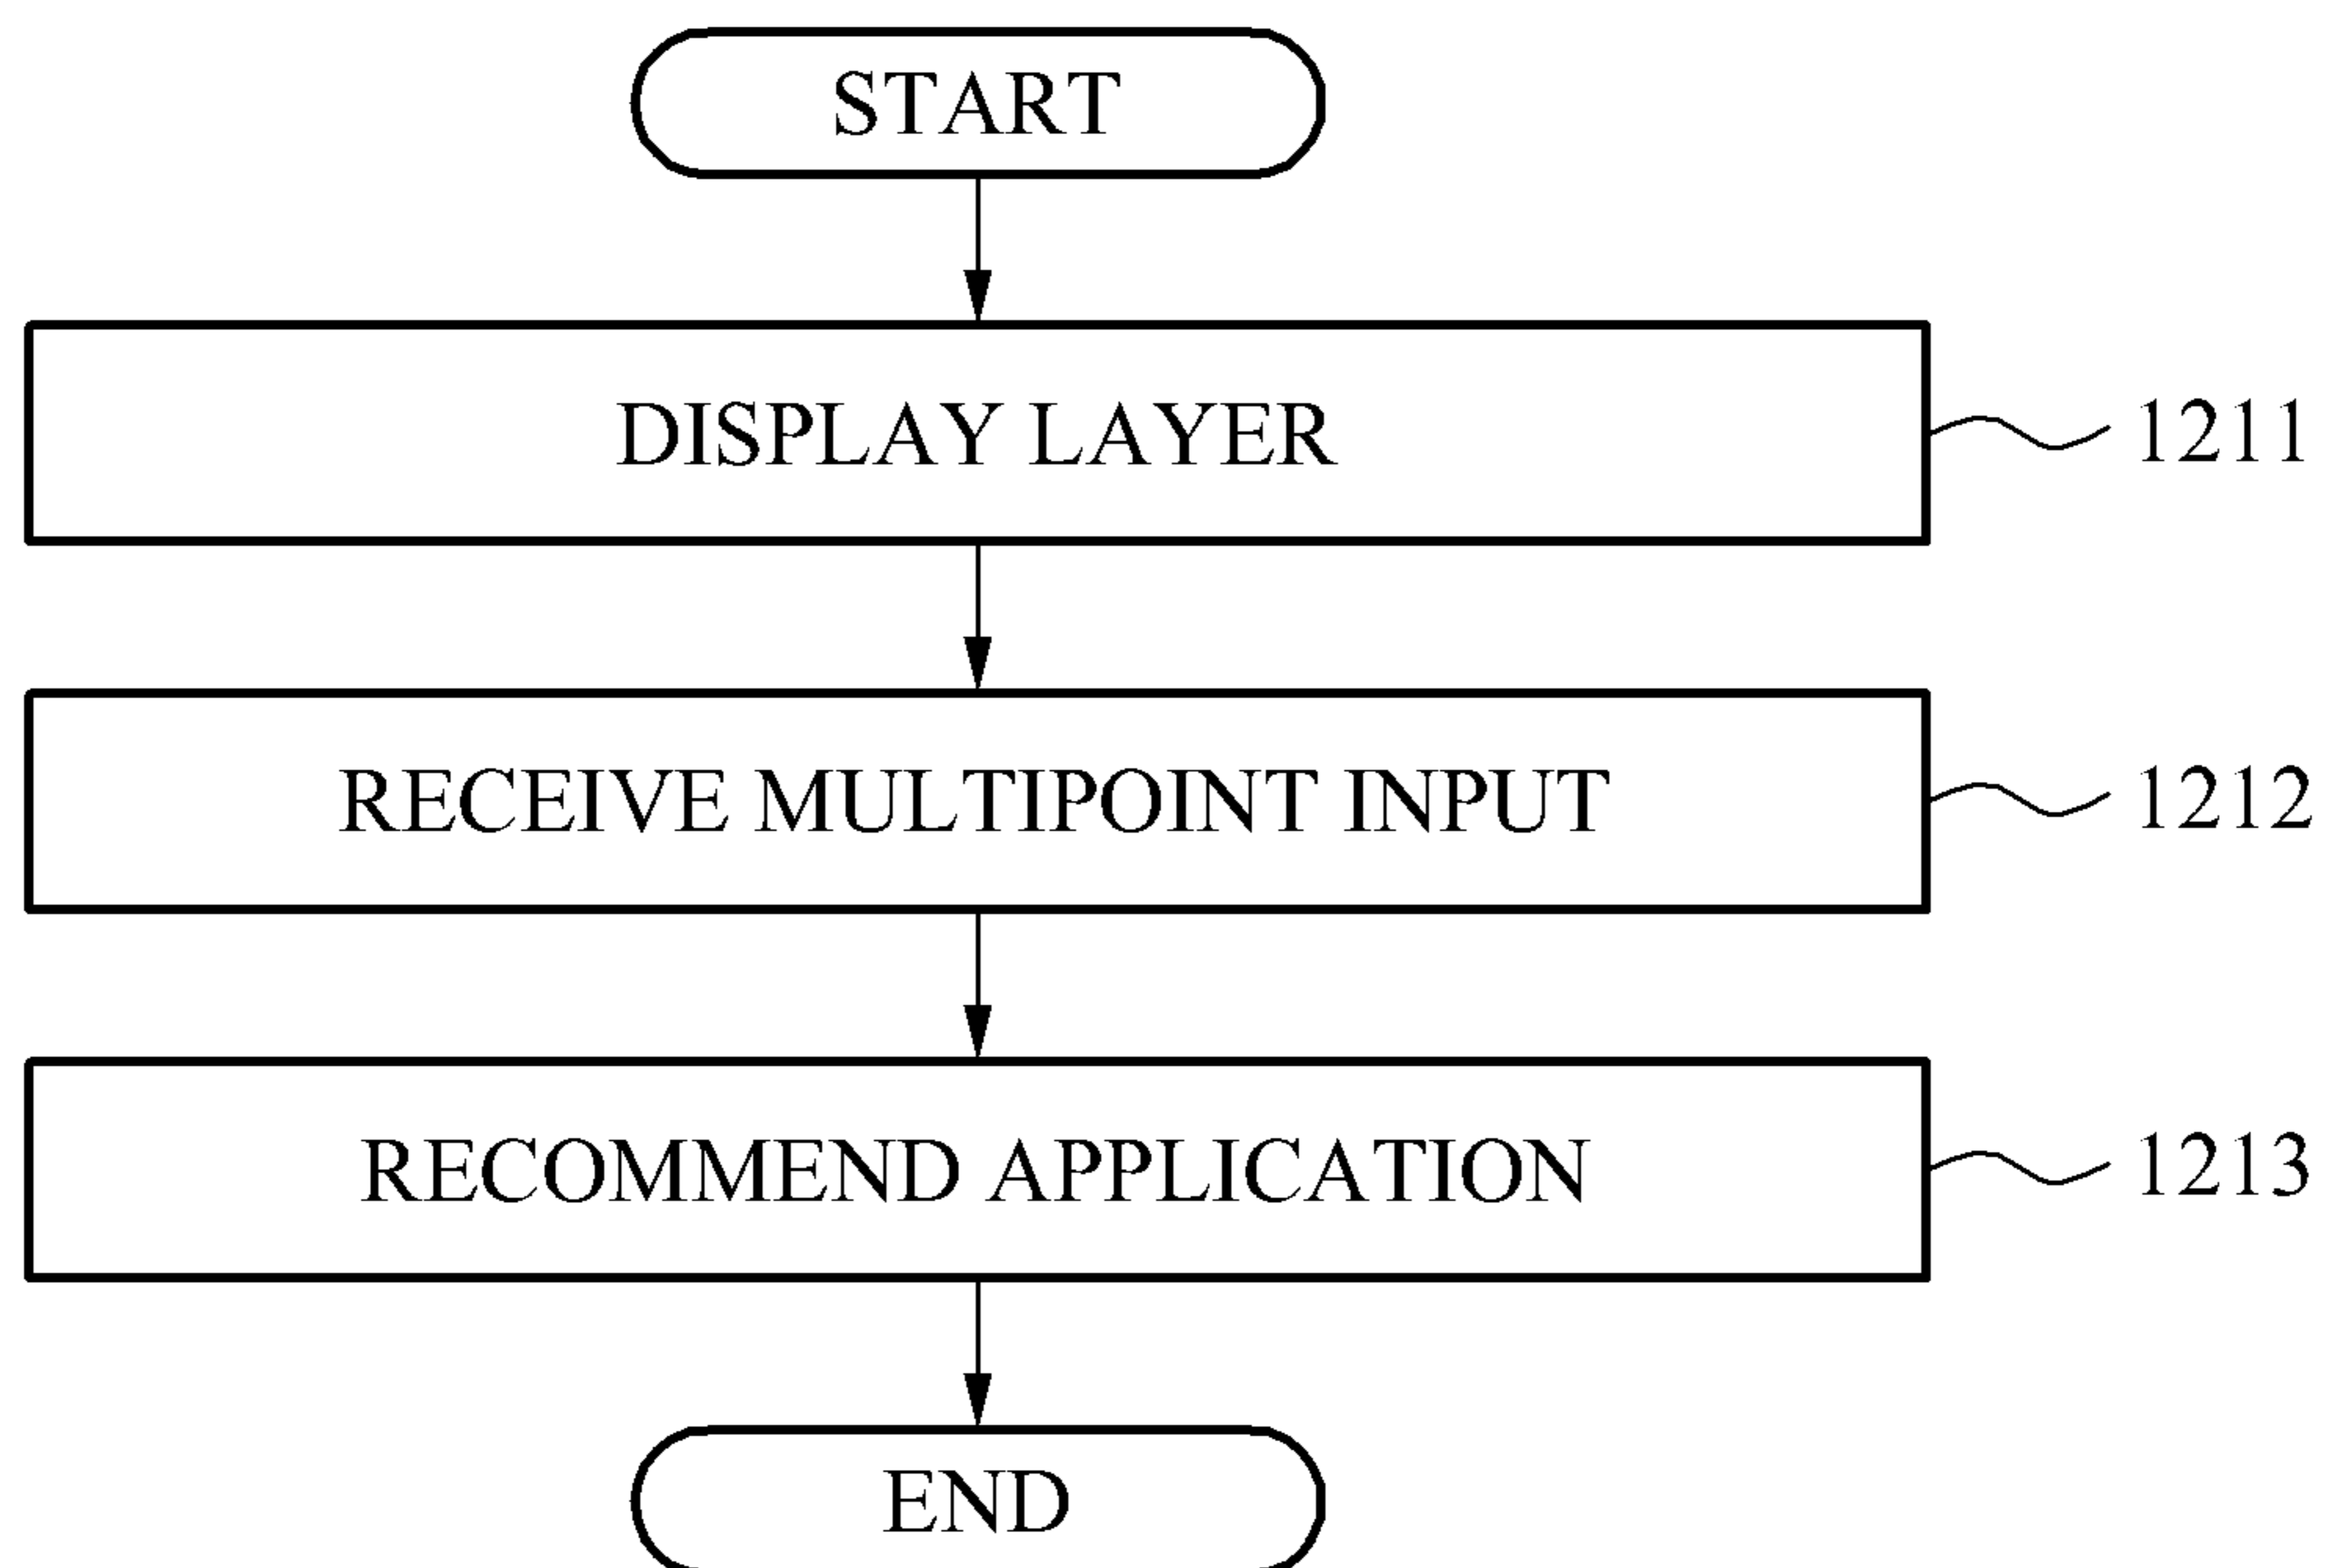 START
DISPLAY LAYER 1211
RECEIVE MULTIPOINT INPUT 1212
RECOMMEND APPLICATION 1213
END